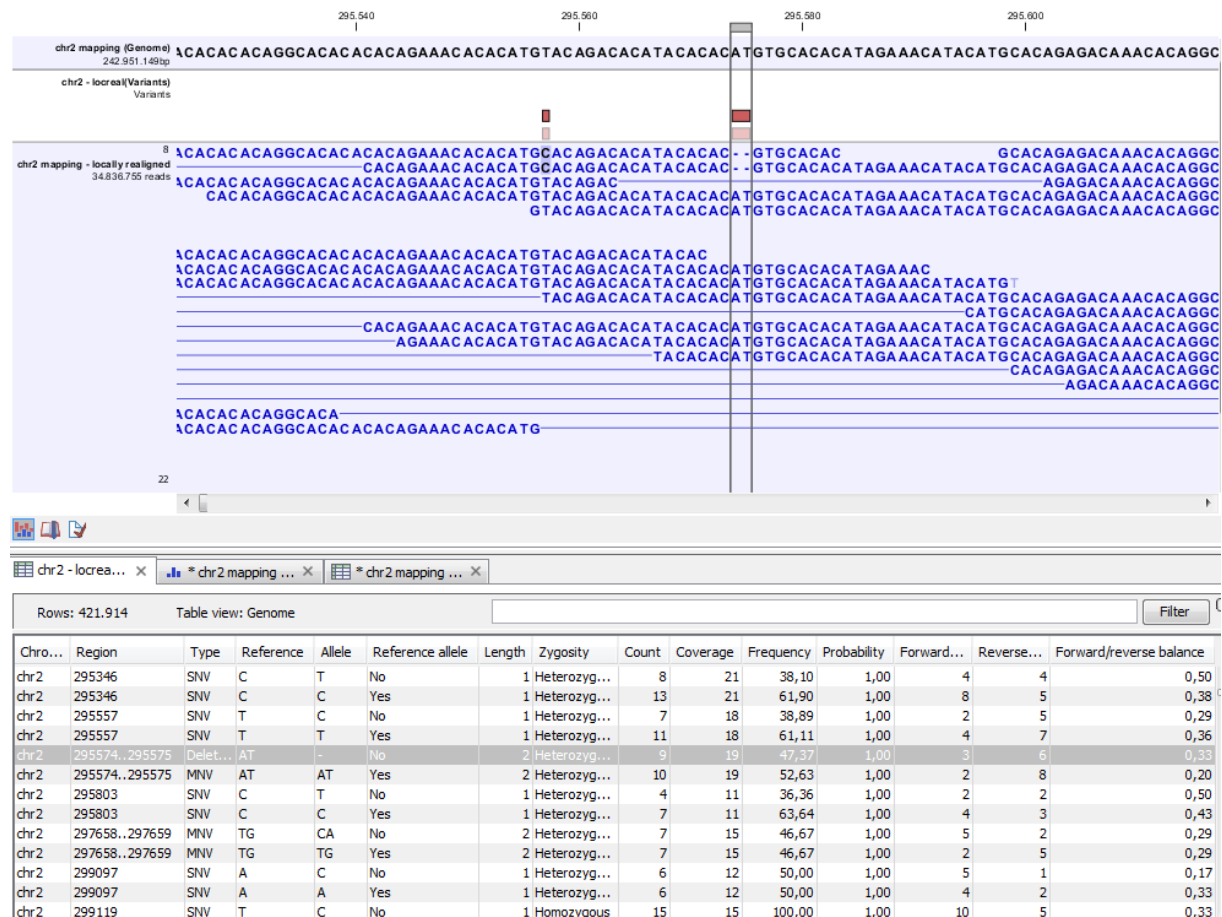 295.540 295.560 295.580 295.600
chr2 mapping (Genome) ACACACACAGGCACACACACACAGAAACACACATGTACAGACACATACACACATGTGCACACATAGAAACATACATGCACAGAGACAAACACAGGC
242.951.149bp
chr2 - locreal(Variants)
Variants
8 ACACACACAGGCACACACACACAGAAACACACATGCACAGACACATACACAC--GTGCACAC GCACAGAGACAAACACAGGC
chr2 mapping - locally realigned CACAGAAACACACATGCACAGACACATACACAC--GTGCACACATAGAAACATACATGCACAGAGACAAACACAGGC
34.836.755 reads ACACACACAGGCACACACACACAGAAACACACATGTACAGAC AGAGACAAACACAGGC
CACACAGGCACACACACACAGAAACACACATGTACAGACACATACACACATGTGCACACATAGAAACATACATGCACAGAGACAAACACAGGC
GTACAGACACATACACACATGTGCACACATAGAAACATACATGCACAGAGACAAACACAGGC
ACACACACAGGCACACACACACAGAAACACACATGTACAGACACATACAC
ACACACACAGGCACACACACACAGAAACACACATGTACAGACACATACACACATGTGCACACATAGAAAC
ACACACACAGGCACACACACACAGAAACACACATGTACAGACACATACACACATGTGCACACATAGAAACATACATGT
TACAGACACATACACACATGTGCACACATAGAAACATACATGCACAGAGACAAACACAGGC
CATGCACAGAGACAAACACAGGC
CACAGAAACACACATGTACAGACACATACACACATGTGCACACATAGAAACATACATGCACAGAGACAAACACAGGC
AGAAACACACATGTACAGACACATACACACATGTGCACACATAGAAACATACATGCACAGAGACAAACACAGGC
TACACACATGTGCACACATAGAAACATACATGCACAGAGACAAACACAGGC
CACAGAGACAAACACAGGC
AGACAAACACAGGC
ACACACACAGGCACA
ACACACACAGGCACACACACACAGAAACACACATG
22
chr2 - locrea... * chr2 mapping ... * chr2 mapping ...
Rows: 421.914 Table view: Genome Filter
Chro... Region Type Reference Allele Reference allele Length Zygosity Count Coverage Frequency Probability Forward... Reverse... Forward/reverse balance
chr2 295346 SNV C T No 1 Heterozyg... 8 21 38,10 1,00 4 4 0,50
chr2 295346 SNV C C Yes 1 Heterozyg... 13 21 61,90 1,00 8 5 0,38
chr2 295557 SNV T C No 1 Heterozyg... 7 18 38,89 1,00 2 5 0,29
chr2 295557 SNV T T Yes 1 Heterozyg... 11 18 61,11 1,00 4 7 0,36
chr2 295574..295575 Delet... AT - No 2 Heterozyg... 9 19 47,37 1,00 3 6 0,33
chr2 295574..295575 MNV AT AT Yes 2 Heterozyg... 10 19 52,63 1,00 2 8 0,20
chr2 295803 SNV C T No 1 Heterozyg... 4 11 36,36 1,00 2 2 0,50
chr2 295803 SNV C C Yes 1 Heterozyg... 7 11 63,64 1,00 4 3 0,43
chr2 297658..297659 MNV TG CA No 2 Heterozyg... 7 15 46,67 1,00 5 2 0,29
chr2 297658..297659 MNV TG TG Yes 2 Heterozyg... 7 15 46,67 1,00 2 5 0,29
chr2 299097 SNV A C No 1 Heterozyg... 6 12 50,00 1,00 5 1 0,17
chr2 299097 SNV A A Yes 1 Heterozyg... 6 12 50,00 1,00 4 2 0,33
chr2 299119 SNV T C No 1 Homozygous 15 15 100,00 1,00 10 5 0,33